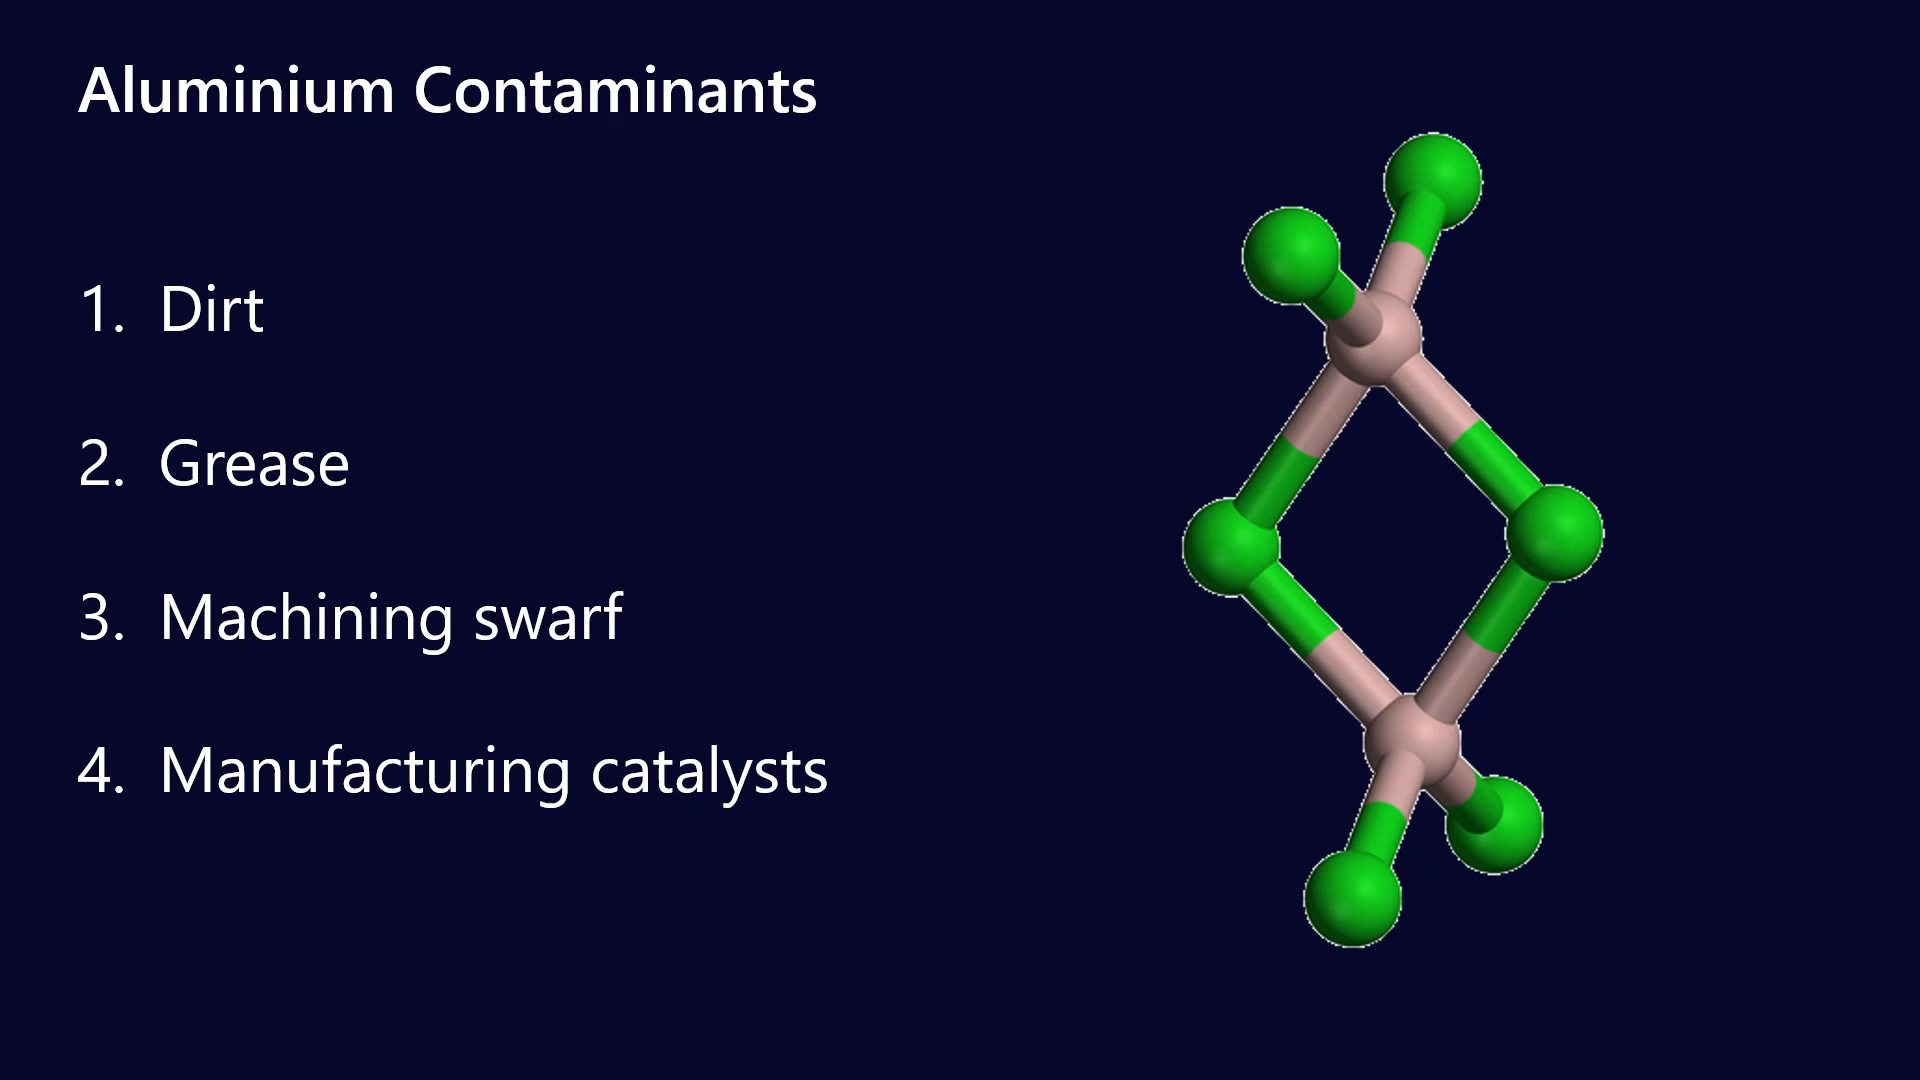 Aluminium Contaminants
1. Dirt
2. Grease
3. Machining swarf
4. Manufacturing catalysts